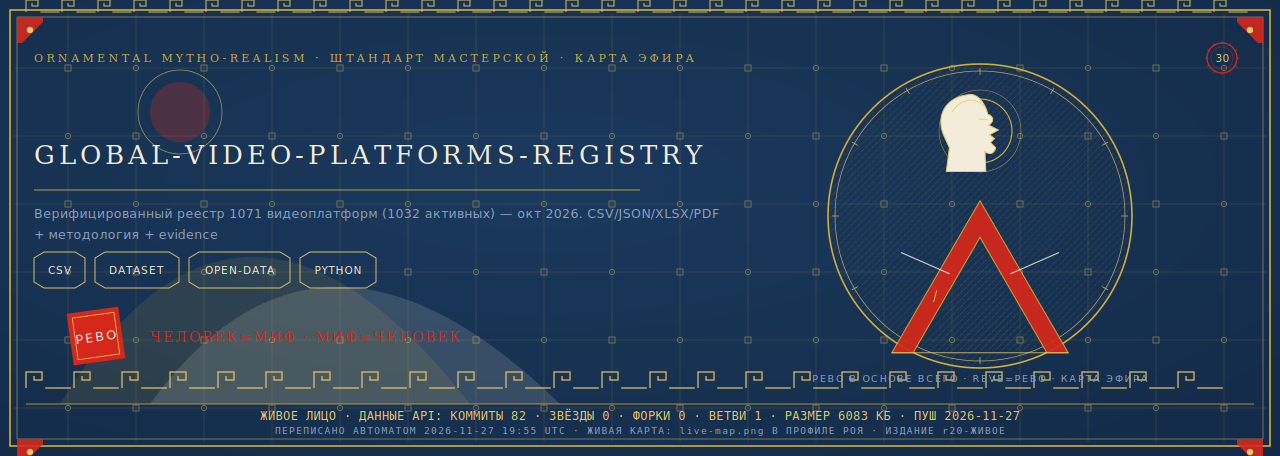 ORNAMENTAL MYTHO-REALISM · ШТАНДАРТ МАСТЕРСКОЙ · КАРТА ЭФИРА
30
GLOBAL-VIDEO-PLATFORMS-REGISTRY
Верифицированный реестр 1071 видеоплатформ (1032 активных) — окт 2026. CSV/JSON/XLSX/PDF
+ методология + evidence
CSV DATASET OPEN-DATA PYTHON
РЕВО ЧЕЛОВЕК=МИФ · МИФ=ЧЕЛОВЕК
РЕВО В ОСНОВЕ ВСЕГО · REVE=РЕВО · КАРТА ЭФИРА
ЖИВОЕ ЛИЦО · ДАННЫЕ API: КОММИТЫ 82 · ЗВЁЗДЫ 0 · ФОРКИ 0 · ВЕТВИ 1 · РАЗМЕР 6083 КБ · ПУШ 2026-11-27
ПЕРЕПИСАНО АВТОМАТОМ 2026-11-27 19:55 UTC · ЖИВАЯ КАРТА: live-map.png В ПРОФИЛЕ РОЯ · ИЗДАНИЕ r20-ЖИВОЕ